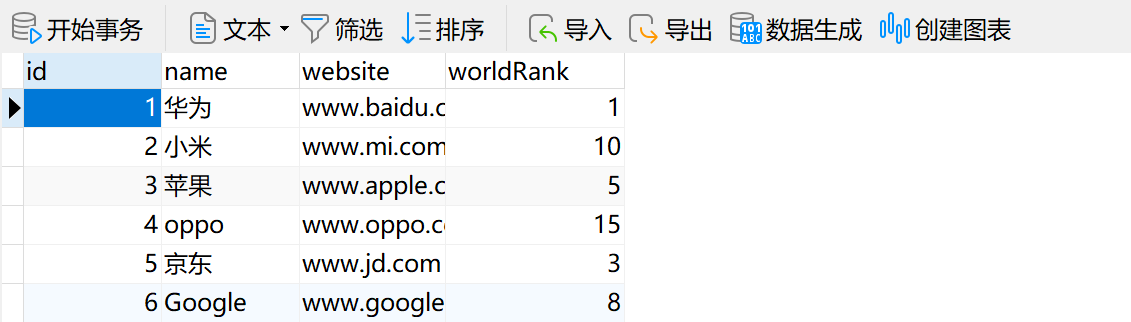 开始事务 文本 筛选 排序 导入 导出 数据生成 创建图表
id name website worldRank
1 华为 www.baidu.c 1
2 小米 www.mi.com 10
3 苹果 www.apple.c 5
4 oppo www.oppo.c 15
5 京东 www.jd.com 3
6 Google www.google 8